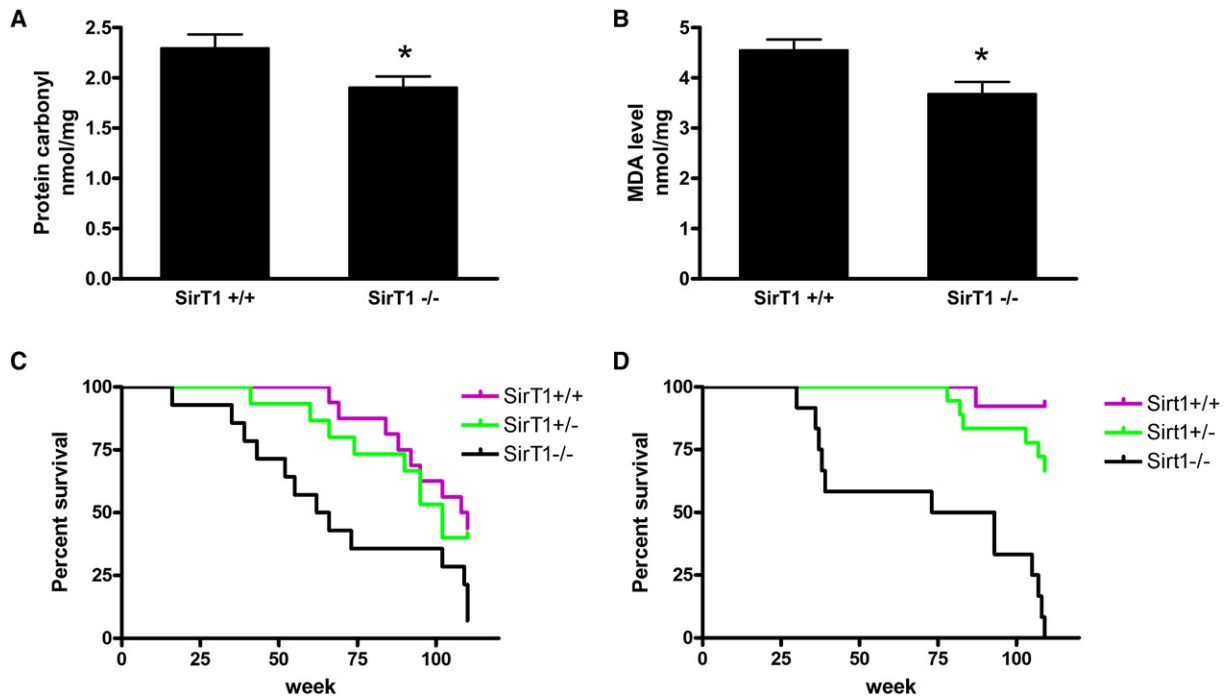 A
Protein carbonyl
nmol/mg
2.5
2.0
1.5
1.0
0.5
0.0
*
SirT1 +/+
SirT1 -/-
B
MDA level
nmol/mg
5
4
3
2
1
0
*
SirT1 +/+
SirT1 -/-
C
Percent survival
100
75
50
25
0
0
25
50
75
100
week
SirT1+/+
SirT1+/-
SirT1-/-
D
Percent survival
100
75
50
25
0
0
25
50
75
100
week
Sirt1+/+
Sirt1+/-
Sirt1-/-